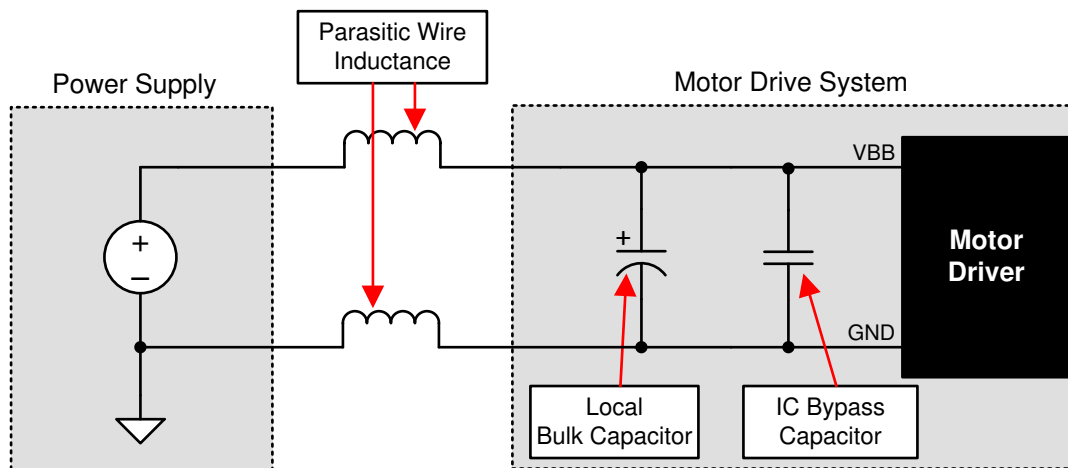 Parasitic Wire
Inductance
Power Supply
Motor Drive System
VBB
+
+
–
Motor
Driver
GND
Local
Bulk Capacitor
IC Bypass
Capacitor